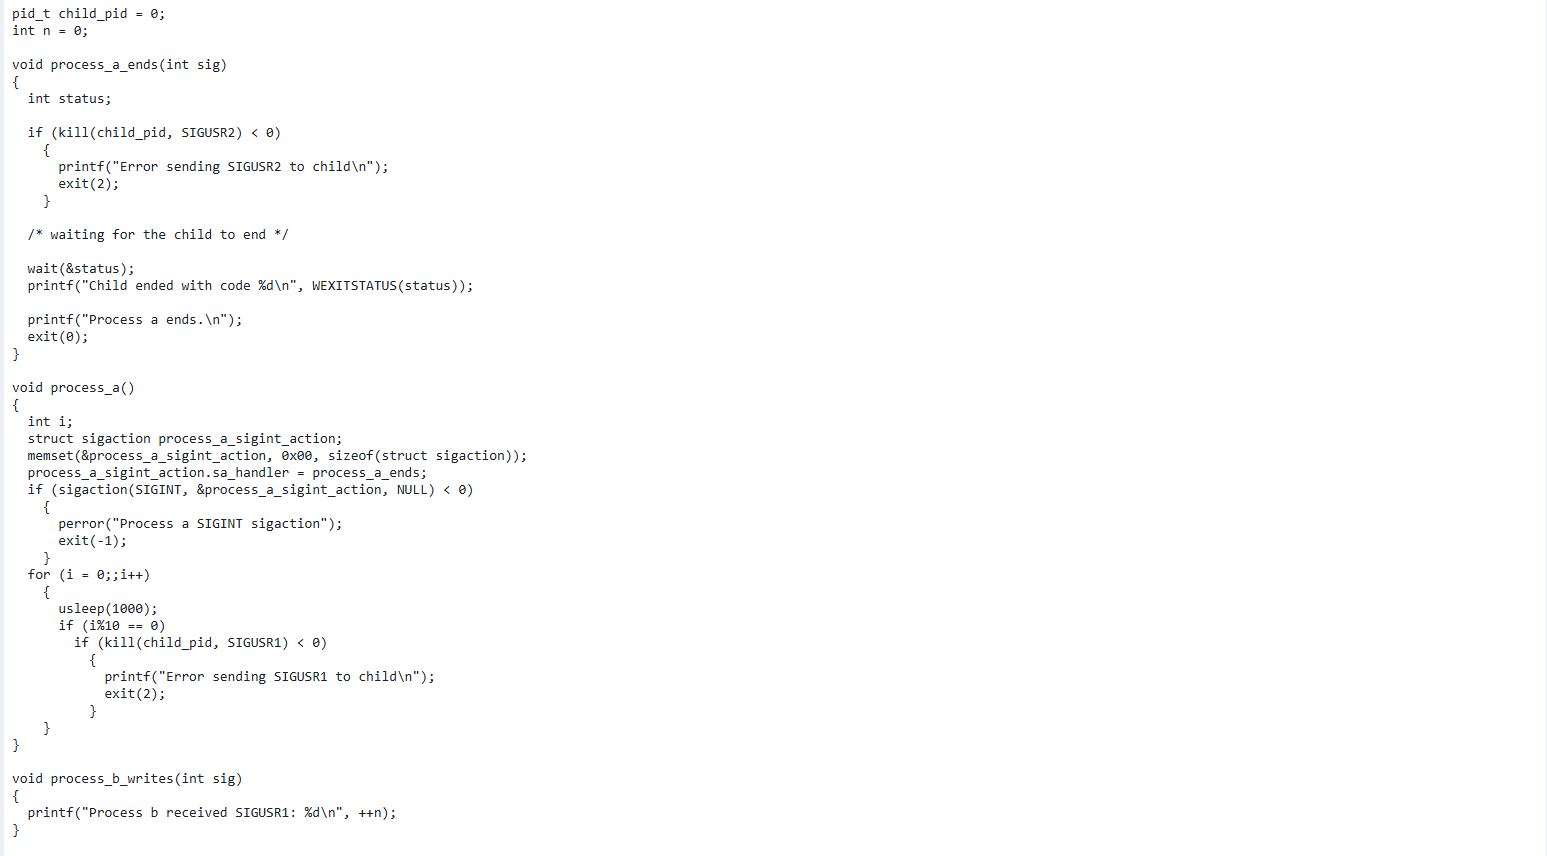 pid_t child_pid = 0;
int n = 0;

void process_a_ends(int sig)
{
  int status;

  if (kill(child_pid, SIGUSR2) < 0)
    {
      printf("Error sending SIGUSR2 to child\n");
      exit(2);
    }

  /* waiting for the child to end */

  wait(&status);
  printf("Child ended with code %d\n", WEXITSTATUS(status));

  printf("Process a ends.\n");
  exit(0);
}

void process_a()
{
  int i;
  struct sigaction process_a_sigint_action;
  memset(&process_a_sigint_action, 0x00, sizeof(struct sigaction));
  process_a_sigint_action.sa_handler = process_a_ends;
  if (sigaction(SIGINT, &process_a_sigint_action, NULL) < 0)
    {
      perror("Process a SIGINT sigaction");
      exit(-1);
    }
  for (i = 0;;i++)
    {
      usleep(1000);
      if (i%10 == 0)
        if (kill(child_pid, SIGUSR1) < 0)
          {
            printf("Error sending SIGUSR1 to child\n");
            exit(2);
          }
    }
}

void process_b_writes(int sig)
{
  printf("Process b received SIGUSR1: %d\n", ++n);
}